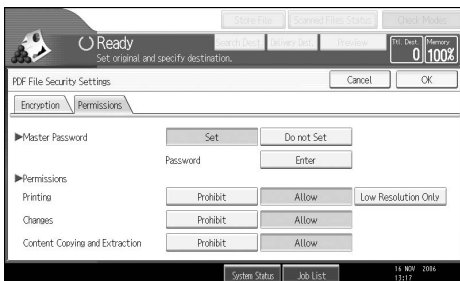 Store File Scanned Files Status Check Modes
Ready
Search Dest. Preview
Set original and specify destination.
Ttl. Dest. 0
Memory 100%
PDF File Security Settings Cancel OK
Encryption Permissions
▶Master Password Set Do not Set
Password Enter
▶Permissions
Printing Prohibit Allow Low Resolution Only
Changes Prohibit Allow
Content Copying and Extraction Prohibit Allow
System Status Job List 16 NOV 2006
13:17